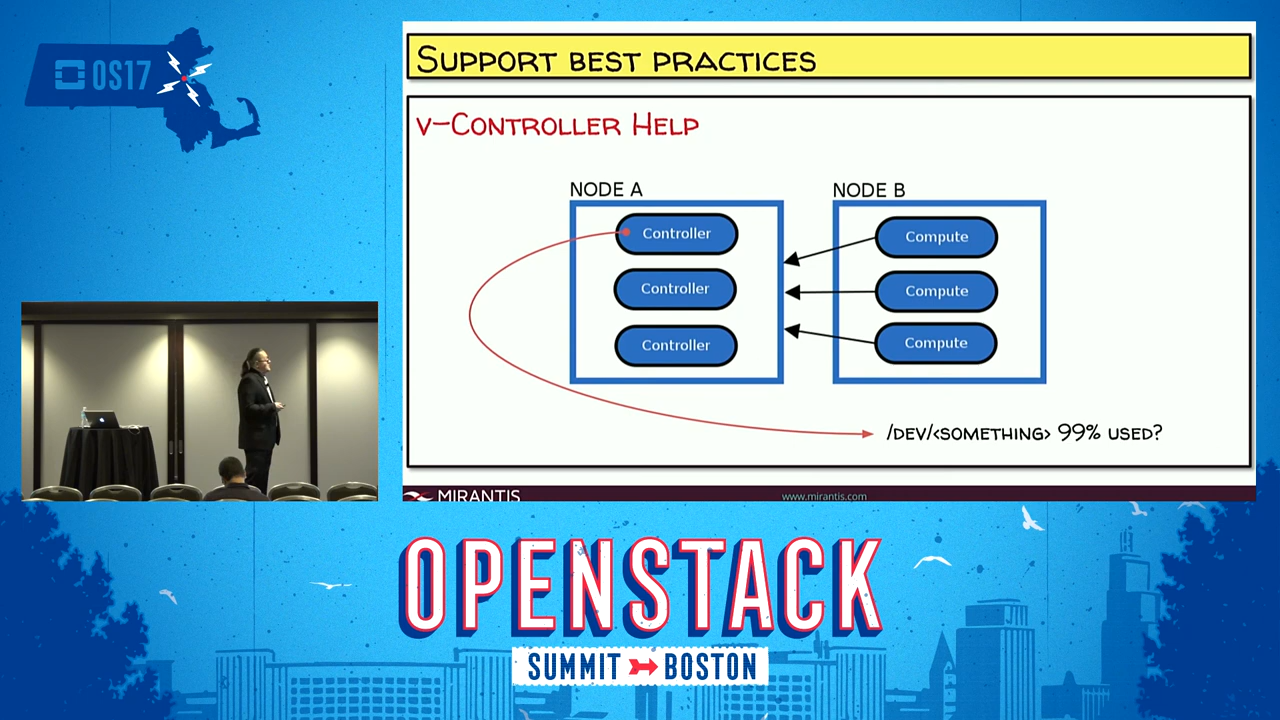 OS17
SUPPORT BEST PRACTICES
V-CONTROLLER HELP
NODE A
NODE B
Controller
Controller
Controller
Compute
Compute
Compute
/DEV/<SOMETHING> 99% USED?
MIRANTIS
www.mirantis.com
OPENSTACK
SUMMIT BOSTON